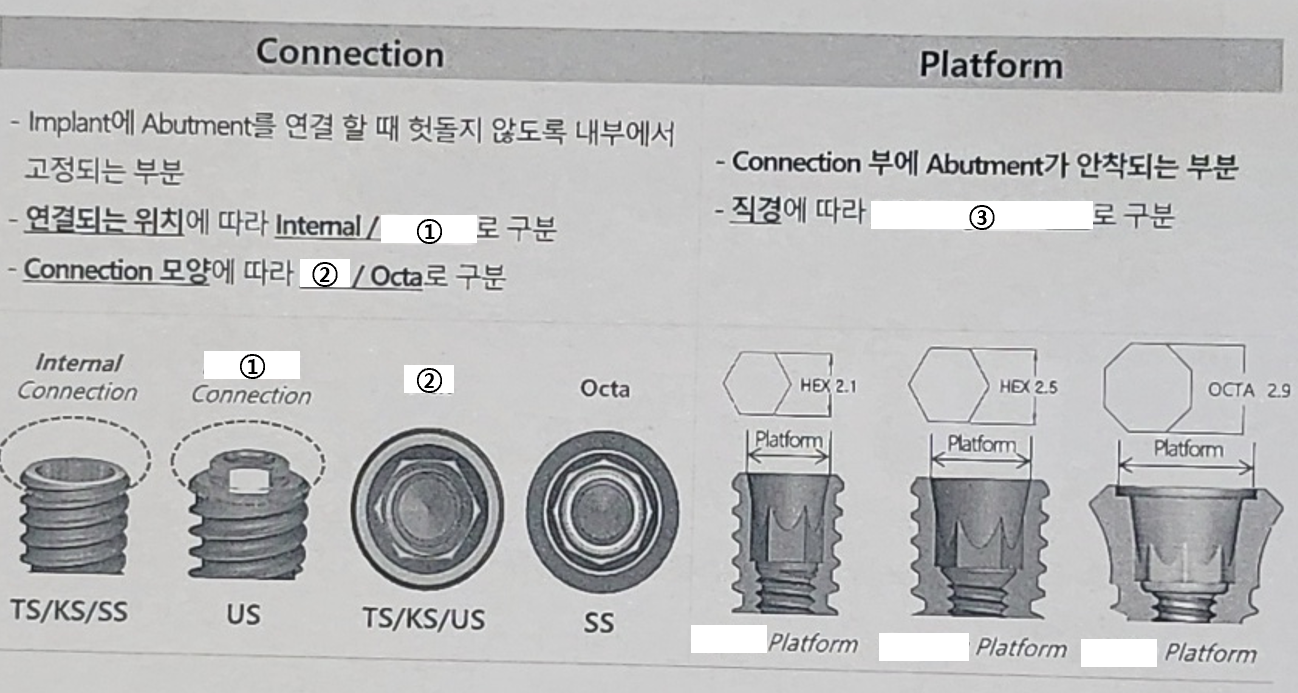 Connection
Platform
- Implant에 Abutment를 연결 할 때 헛돌지 않도록 내부에서
고정되는 부분
- 연결되는 위치에 따라 Internal / ① 로 구분
- Connection 모양에 따라 ② / Octa로 구분
- Connection 부에 Abutment가 안착되는 부분
- 직경에 따라 ③ 로 구분
Internal
Connection
①
Connection
②
Octa
TS/KS/SS
US
TS/KS/US
SS
HEX 2.1
HEX 2.5
OCTA 2.9
Platform
Platform
Platform
Platform
Platform
Platform